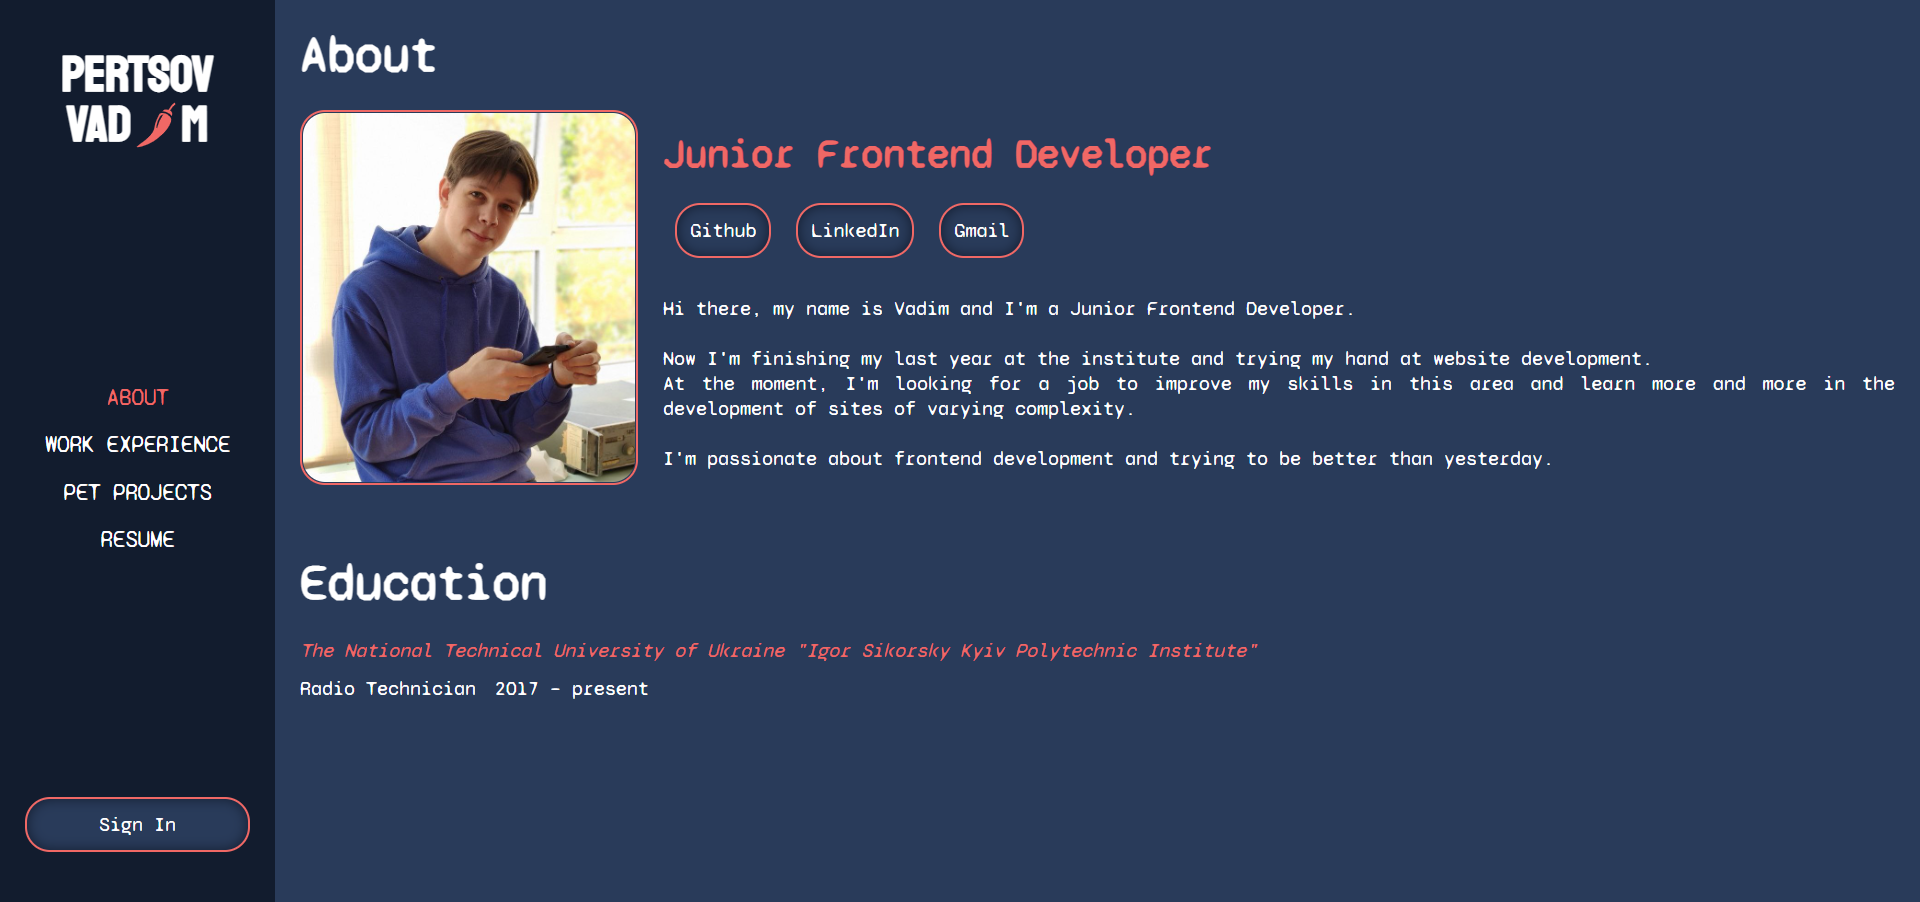 PERTSOV
VAD M
ABOUT
WORK EXPERIENCE
PET PROJECTS
RESUME
Sign In
About
Junior Frontend Developer
Github
LinkedIn
Gmail
Hi there, my name is Vadim and I'm a Junior Frontend Developer.
Now I'm finishing my last year at the institute and trying my hand at website development.
At the moment, I'm looking for a job to improve my skills in this area and learn more and more in the
development of sites of varying complexity.
I'm passionate about frontend development and trying to be better than yesterday.
Education
The National Technical University of Ukraine "Igor Sikorsky Kyiv Polytechnic Institute"
Radio Technician 2017 - present